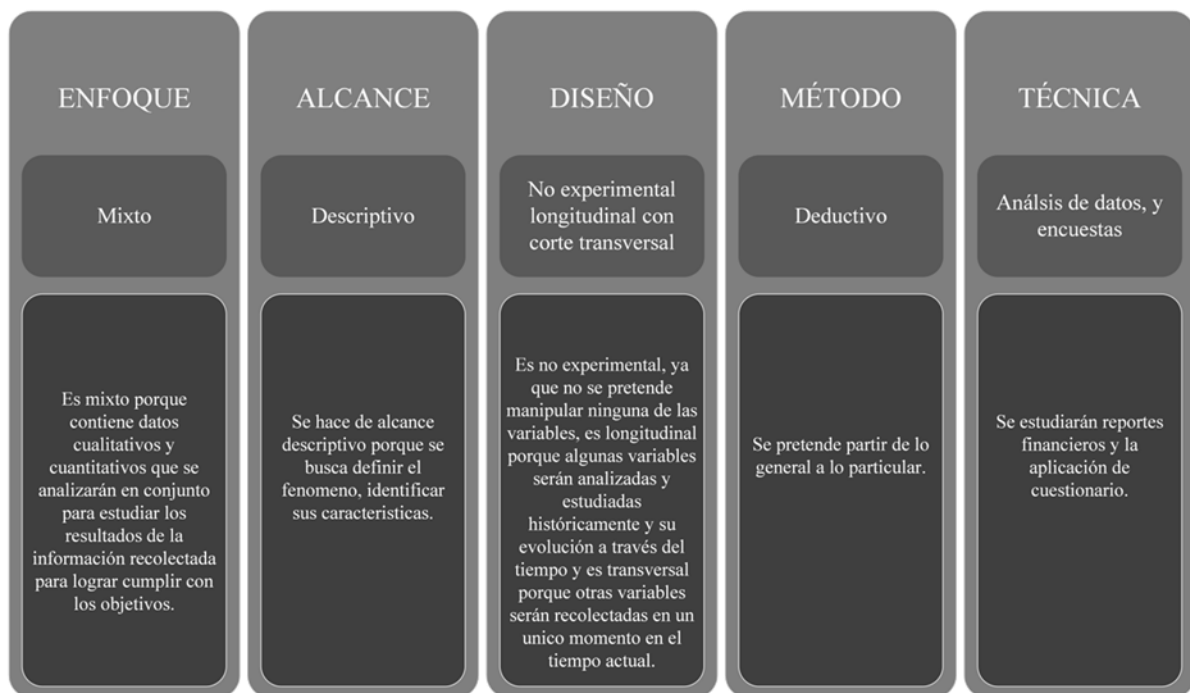 ENFOQUE
Mixto
Es mixto porque
contiene datos
cualitativos y
cuantitativos que se
analizarán en conjunto
para estudiar los
resultados de la
información recolectada
para lograr cumplir con
los objetivos.
ALCANCE
Descriptivo
Se hace de alcance
descriptivo porque se
busca definir el
fenomeno, identificar
sus caracteristicas.
DISEÑO
No experimental
longitudinal con
corte transversal
Es no experimental, ya
que no se pretende
manipular ninguna de las
variables, es longitudinal
porque algunas variables
serán analizadas y
estudiadas
históricamente y su
evolución a través del
tiempo y es transversal
porque otras variables
serán recolectadas en un
unico momento en el
tiempo actual.
MÉTODO
Deductivo
Se pretende partir de lo
general a lo particular.
TÉCNICA
Análsis de datos, y
encuestas
Se estudiarán reportes
financieros y la
aplicación de
cuestionario.